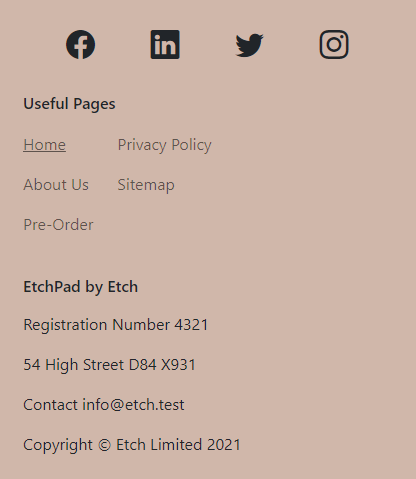 Useful Pages
Home Privacy Policy
About Us Sitemap
Pre-Order
EtchPad by Etch
Registration Number 4321
54 High Street D84 X931
Contact info@etch.test
Copyright © Etch Limited 2021